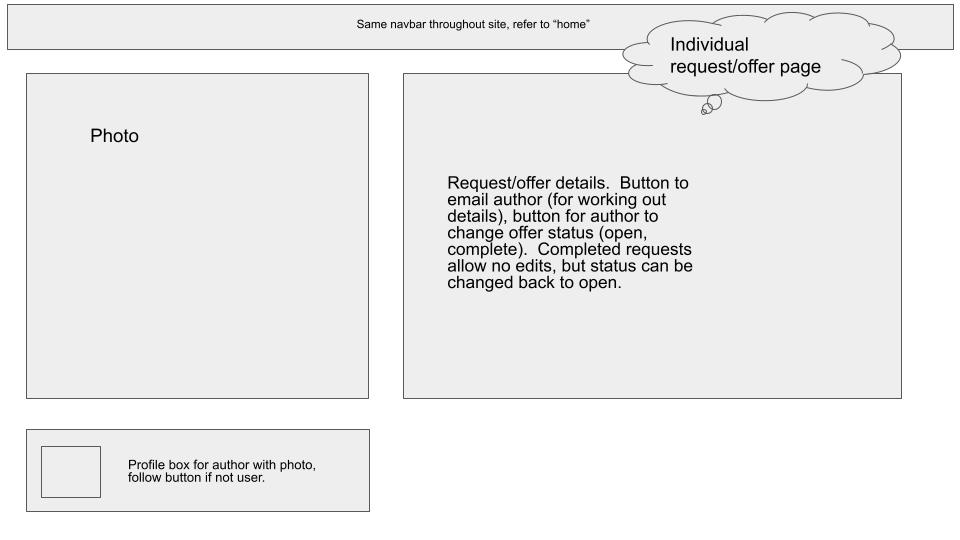 Same navbar throughout site, refer to “home”
Individual
request/offer page
Photo
Request/offer details.  Button to
email author (for working out
details), button for author to
change offer status (open,
complete).  Completed requests
allow no edits, but status can be
changed back to open.
Profile box for author with photo,
follow button if not user.